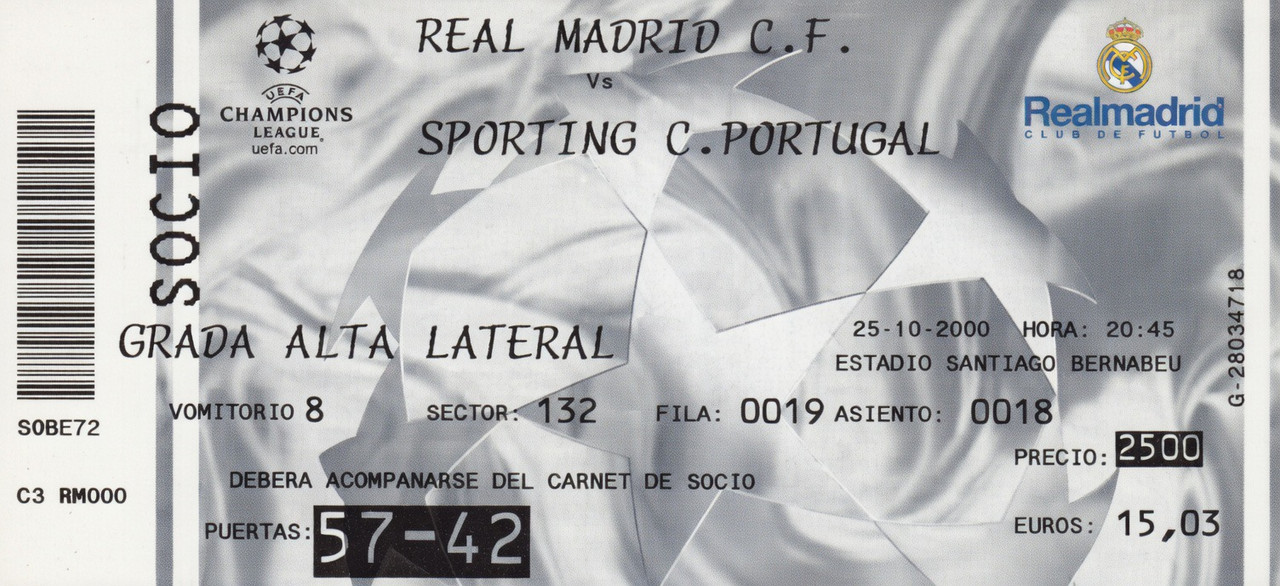 REAL MADRID C.F.
Vs
SPORTING C.PORTUGAL
UEFA
CHAMPIONS
LEAGUE
uefa.com
Realmadrid
CLUB DE FUTBOL
SOCIO
GRADA ALTA LATERAL
25-10-2000 HORA: 20:45
ESTADIO SANTIAGO BERNABEU
VOMITORIO 8 SECTOR: 132 FILA: 0019 ASIENTO: 0018
PRECIO: 2500
DEBERA ACOMPANARSE DEL CARNET DE SOCIO
PUERTAS: 57-42
EUROS: 15,03
S0BE72
C3 RM000
G-28034718